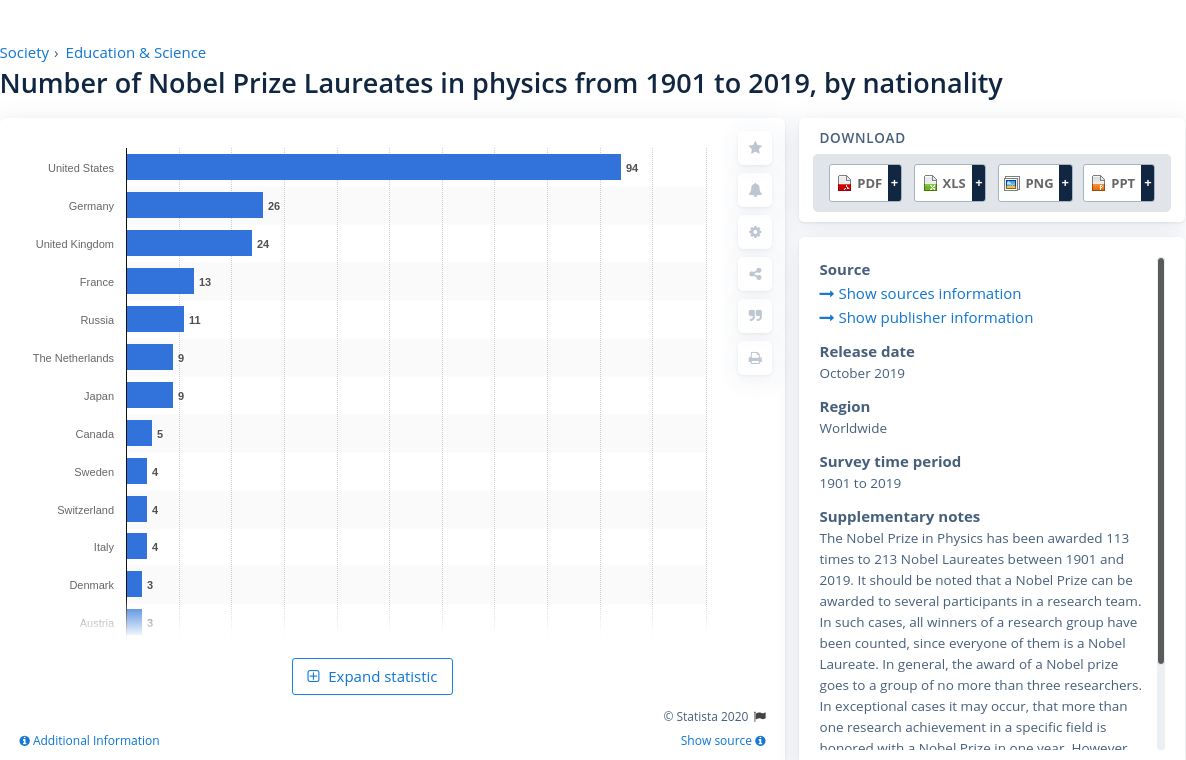 Society › Education & Science
Number of Nobel Prize Laureates in physics from 1901 to 2019, by nationality
United States 94
Germany 26
United Kingdom 24
France 13
Russia 11
The Netherlands 9
Japan 9
Canada 5
Sweden 4
Switzerland 4
Italy 4
Denmark 3
Austria 3
Expand statistic
© Statista 2020
Additional Information
Show source
DOWNLOAD
PDF + XLS + PNG + PPT +
Source
Show sources information
Show publisher information
Release date
October 2019
Region
Worldwide
Survey time period
1901 to 2019
Supplementary notes
The Nobel Prize in Physics has been awarded 113
times to 213 Nobel Laureates between 1901 and
2019. It should be noted that a Nobel Prize can be
awarded to several participants in a research team.
In such cases, all winners of a research group have
been counted, since everyone of them is a Nobel
Laureate. In general, the award of a Nobel prize
goes to a group of no more than three researchers.
In exceptional cases it may occur, that more than
one research achievement in a specific field is
honored with a Nobel Prize in one year. However,